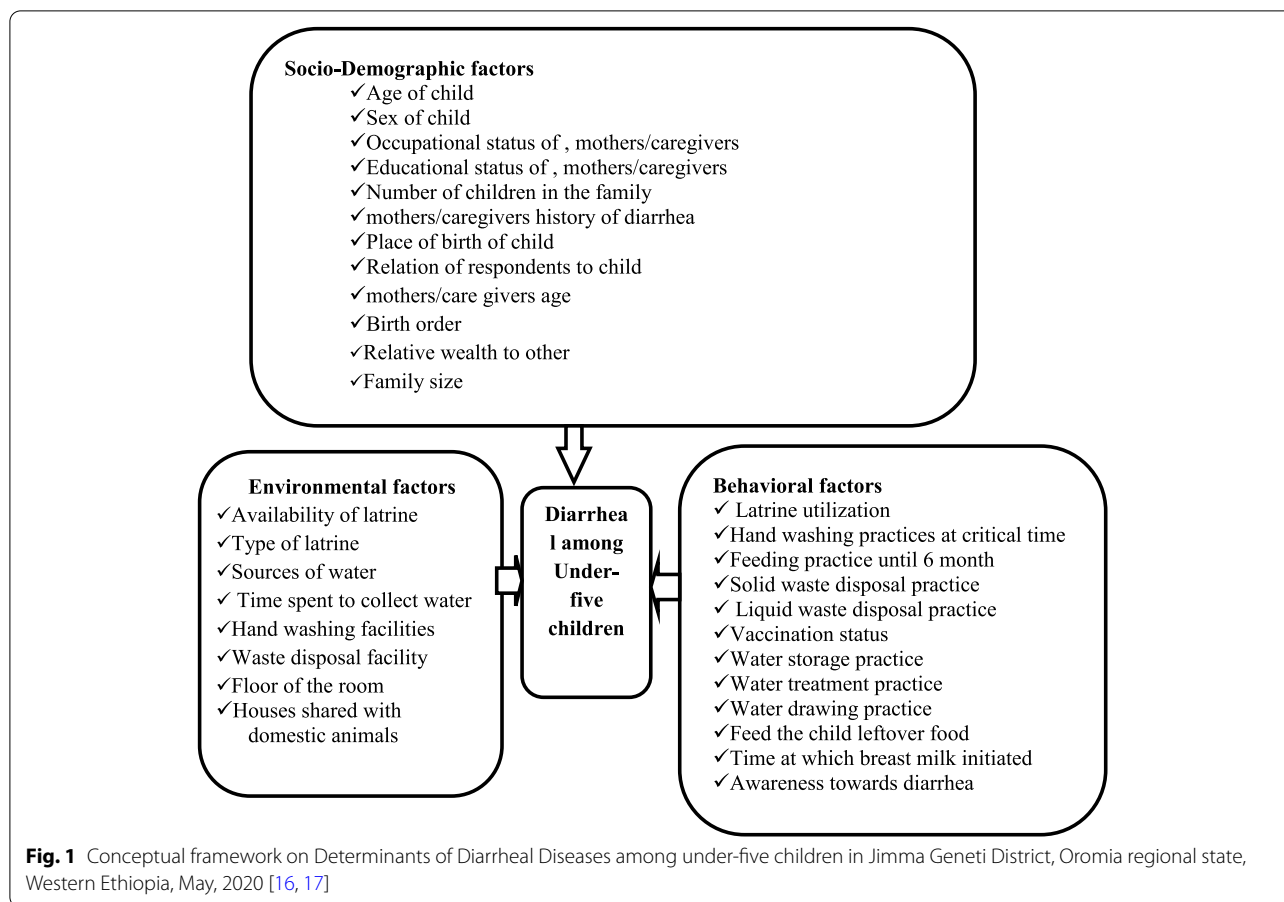 Socio-Demographic factors
✓Age of child
✓Sex of child
✓Occupational status of , mothers/caregivers
✓Educational status of , mothers/caregivers
✓Number of children in the family
✓mothers/caregivers history of diarrhea
✓Place of birth of child
✓Relation of respondents to child
✓mothers/care givers age
✓Birth order
✓Relative wealth to other
✓Family size
Environmental factors
✓Availability of latrine
✓Type of latrine
✓Sources of water
✓ Time spent to collect water
✓Hand washing facilities
✓Waste disposal facility
✓Floor of the room
✓Houses shared with
domestic animals
Diarrhea
l among
Under-
five
children
Behavioral factors
✓ Latrine utilization
✓Hand washing practices at critical time
✓Feeding practice until 6 month
✓Solid waste disposal practice
✓ Liquid waste disposal practice
✓Vaccination status
✓Water storage practice
✓Water treatment practice
✓Water drawing practice
✓Feed the child leftover food
✓Time at which breast milk initiated
✓Awareness towards diarrhea
Fig. 1 Conceptual framework on Determinants of Diarrheal Diseases among under-five children in Jimma Geneti District, Oromia regional state,
Western Ethiopia, May, 2020 [16, 17]